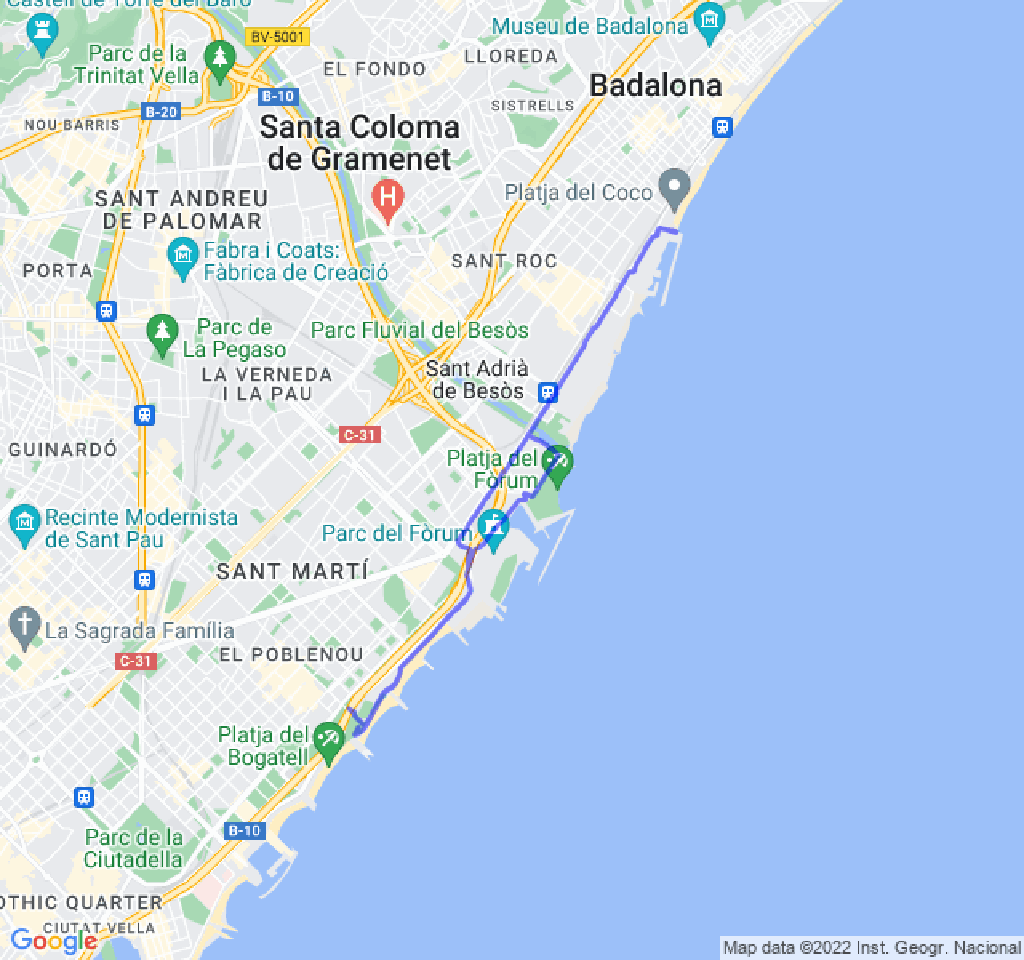 Castell de Torre del Baró
Museu de Badalona
BV-5001
Parc de la
Trinitat Vella
EL FONDO
LLOREDA
Badalona
B-10
B-20
SISTRELLS
NOU BARRIS
Santa Coloma
de Gramenet
H
Platja del Coco
SANT ANDREU
DE PALOMAR
Fabra i Coats:
Fàbrica de Creació
SANT ROC
PORTA
Parc de
La Pegaso
Parc Fluvial del Besòs
LA VERNEDA
I LA PAU
Sant Adrià
de Besòs
C-31
GUINARDÓ
Platja del
Fòrum
Recinte Modernista
de Sant Pau
Parc del Fòrum
SANT MARTÍ
La Sagrada Família
C-31
EL POBLENOU
Platja del
Bogatell
B-10
Parc de la
Ciutadella
OTHIC QUARTER
CIUTAT VELLA
Google
Map data ©2022 Inst. Geogr. Nacional